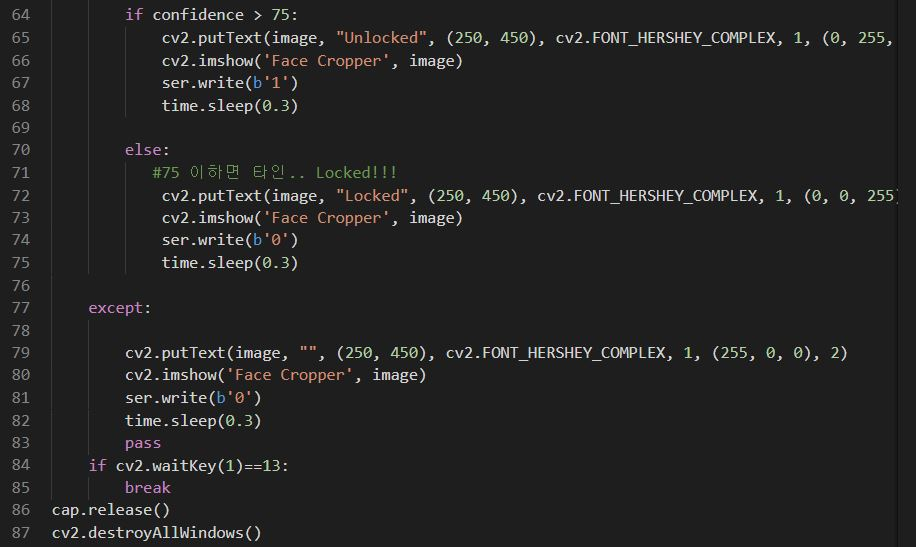 64 if confidence > 75:
65 cv2.putText(image, "Unlocked", (250, 450), cv2.FONT_HERSHEY_COMPLEX, 1, (0, 255,
66 cv2.imshow('Face Cropper', image)
67 ser.write(b'1')
68 time.sleep(0.3)
69
70 else:
71 #75 이하면 타인.. Locked!!!
72 cv2.putText(image, "Locked", (250, 450), cv2.FONT_HERSHEY_COMPLEX, 1, (0, 0, 255)
73 cv2.imshow('Face Cropper', image)
74 ser.write(b'0')
75 time.sleep(0.3)
76
77 except:
78
79 cv2.putText(image, "", (250, 450), cv2.FONT_HERSHEY_COMPLEX, 1, (255, 0, 0), 2)
80 cv2.imshow('Face Cropper', image)
81 ser.write(b'0')
82 time.sleep(0.3)
83 pass
84 if cv2.waitKey(1)==13:
85 break
86 cap.release()
87 cv2.destroyAllWindows()